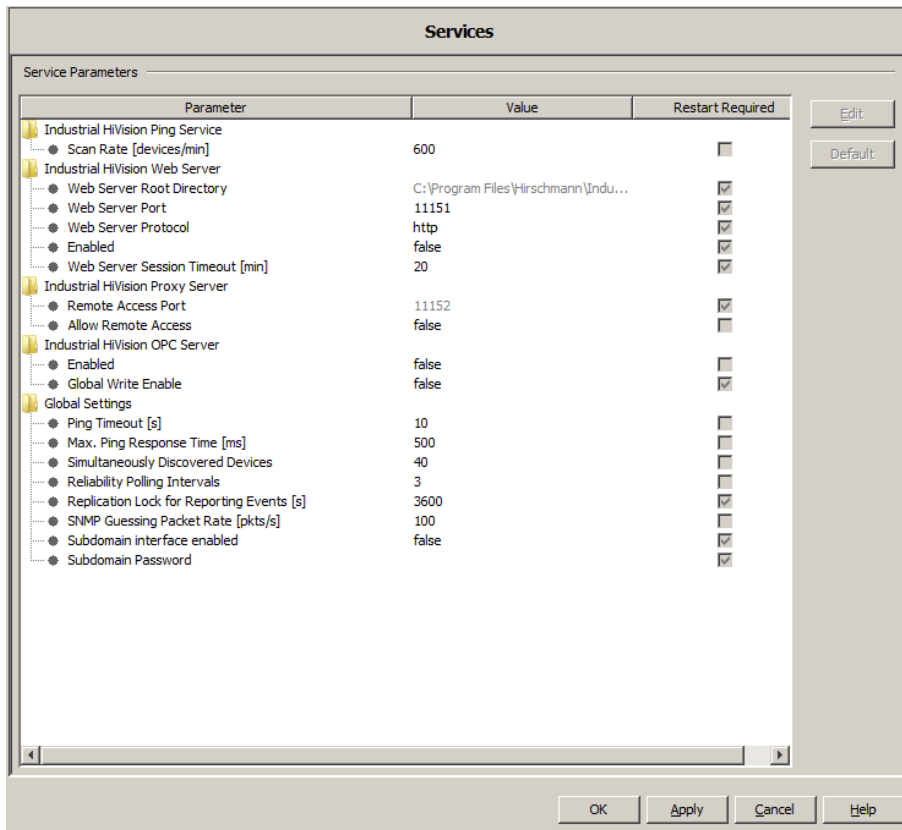 Services
Service Parameters
Parameter Value Restart Required
Edit
Industrial HiVision Ping Service
Scan Rate [devices/min] 600
Default
Industrial HiVision Web Server
Web Server Root Directory C:\Program Files\Hirschmann\Indu...
Web Server Port 11151
Web Server Protocol http
Enabled false
Web Server Session Timeout [min] 20
Industrial HiVision Proxy Server
Remote Access Port 11152
Allow Remote Access false
Industrial HiVision OPC Server
Enabled false
Global Write Enable false
Global Settings
Ping Timeout [s] 10
Max. Ping Response Time [ms] 500
Simultaneously Discovered Devices 40
Reliability Polling Intervals 3
Replication Lock for Reporting Events [s] 3600
SNMP Guessing Packet Rate [pkts/s] 100
Subdomain interface enabled false
Subdomain Password
OK Apply Cancel Help